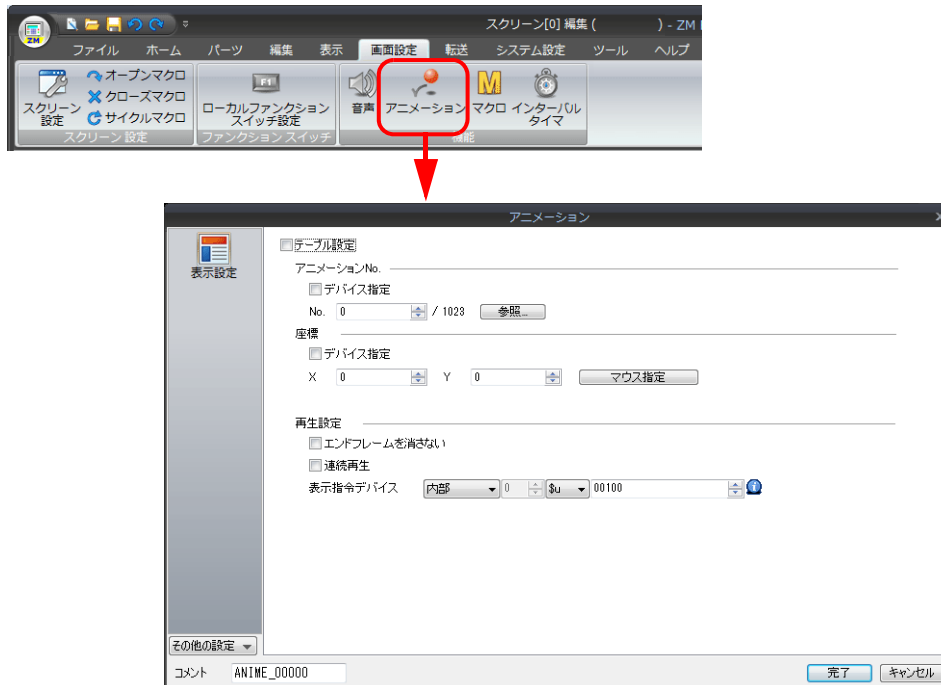 スクリーン[0] 編集 ( ) - ZM
ZM
ファイル ホーム パーツ 編集 表示 画面設定 転送 システム設定 ツール ヘルプ
スクリーン設定
オープンマクロ
クローズマクロ
サイクルマクロ
スクリーン 設定
F1
ローカルファンクションスイッチ設定
ファンクション スイッチ
音声
アニメーション
M
マクロ
インターバルタイマ
機能
アニメーション
表示設定
テーブル設定
アニメーションNo.
デバイス指定
No. 0 / 1023 参照...
座標
デバイス指定
X 0 Y 0 マウス指定
再生設定
エンドフレームを消さない
連続再生
表示指令デバイス 内部 0 $u 00100
その他の設定
コメント ANIME_00000
完了 キャンセル